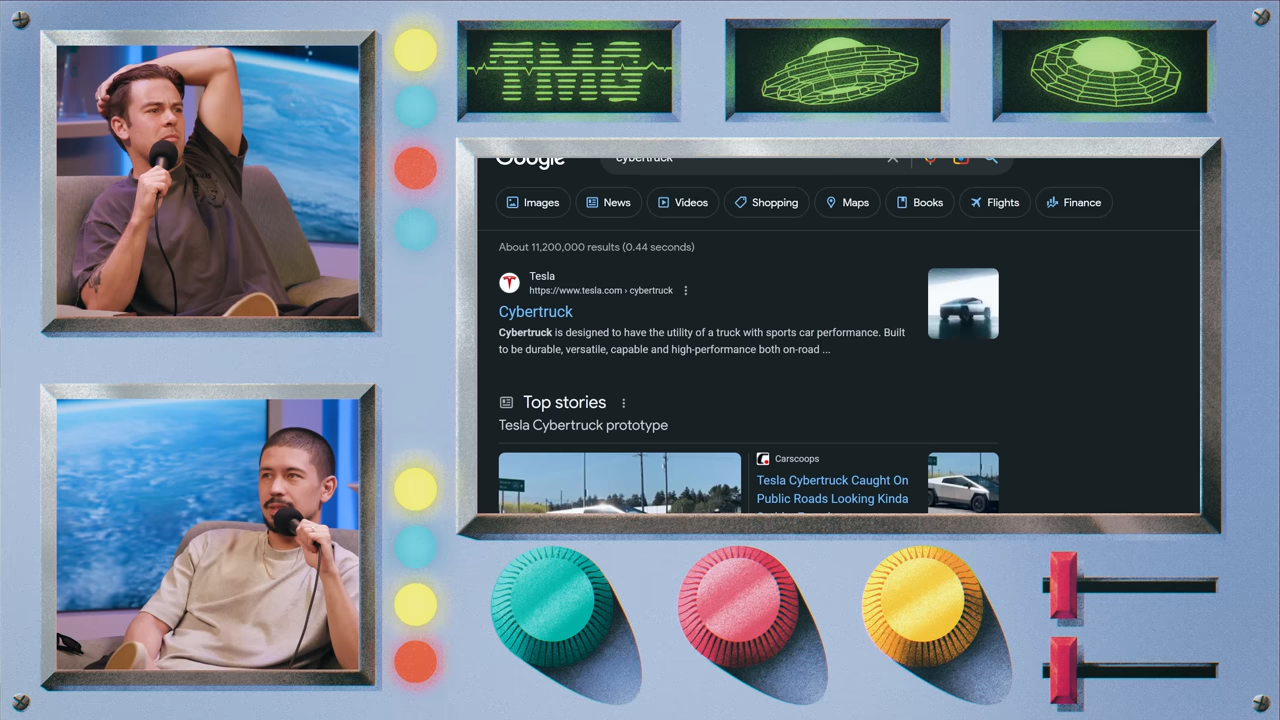 TMG
Google
cybertruck
Images
News
Videos
Shopping
Maps
Books
Flights
Finance
About 11,200,000 results (0.44 seconds)
Tesla
https://www.tesla.com › cybertruck
Cybertruck
Cybertruck is designed to have the utility of a truck with sports car performance. Built
to be durable, versatile, capable and high-performance both on-road ...
Top stories
Tesla Cybertruck prototype
Carscoops
Tesla Cybertruck Caught On
Public Roads Looking Kinda